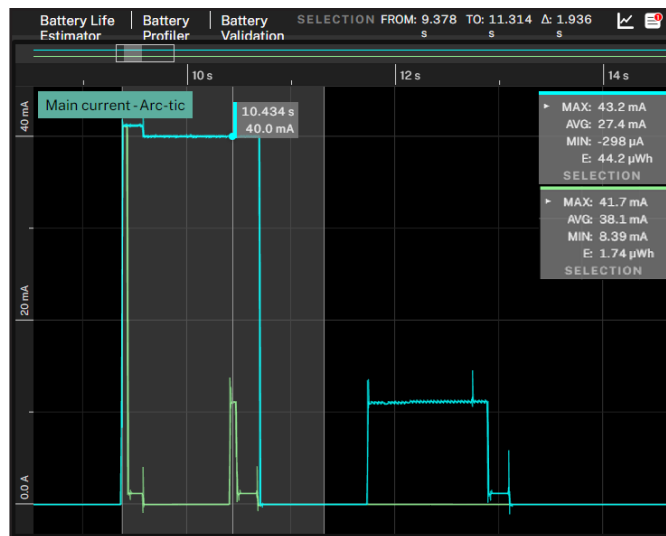 Battery Life Estimator
Battery Profiler
Battery Validation
SELECTION FROM: 9.378 s TO: 11.314 s Δ: 1.936 s
10 s
12 s
14 s
Main current - Arc-tic
10.434 s
40.0 mA
40 mA
20 mA
0.0 A
MAX: 43.2 mA
AVG: 27.4 mA
MIN: -298 µA
E: 44.2 µWh
SELECTION
MAX: 41.7 mA
AVG: 38.1 mA
MIN: 8.39 mA
E: 1.74 µWh
SELECTION